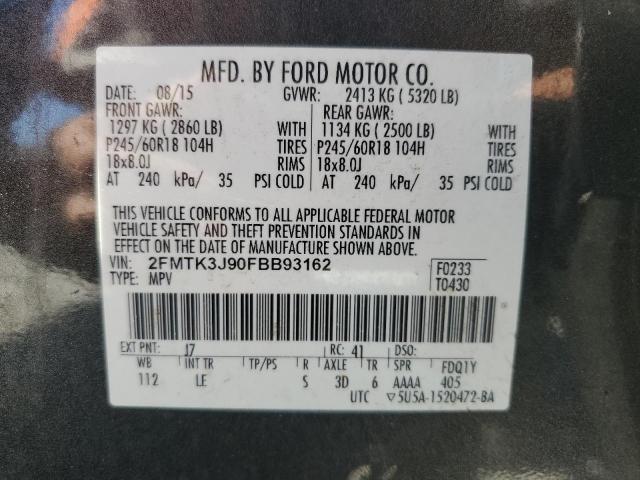 MFD. BY FORD MOTOR CO.
DATE: 08/15 GVWR: 2413 KG ( 5320 LB)
FRONT GAWR: REAR GAWR:
1297 KG ( 2860 LB) WITH 1134 KG ( 2500 LB) WITH
P245/60R18 104H TIRES P245/60R18 104H TIRES
18x8.0J RIMS 18x8.0J RIMS
AT 240 kPa/ 35 PSI COLD AT 240 kPa/ 35 PSI COLD
THIS VEHICLE CONFORMS TO ALL APPLICABLE FEDERAL MOTOR
VEHICLE SAFETY AND THEFT PREVENTION STANDARDS IN
EFFECT ON THE DATE OF MANUFACTURE SHOWN ABOVE.
VIN: 2FMTK3J90FBB93162 F0233
TYPE: MPV T0430
EXT PNT: J7 RC: 41 DSO:
WB INT TR TP/PS R AXLE TR SPR FDQ1Y
112 LE S 3D 6 AAAA 405
UTC ▽5U5A-1520472-BA